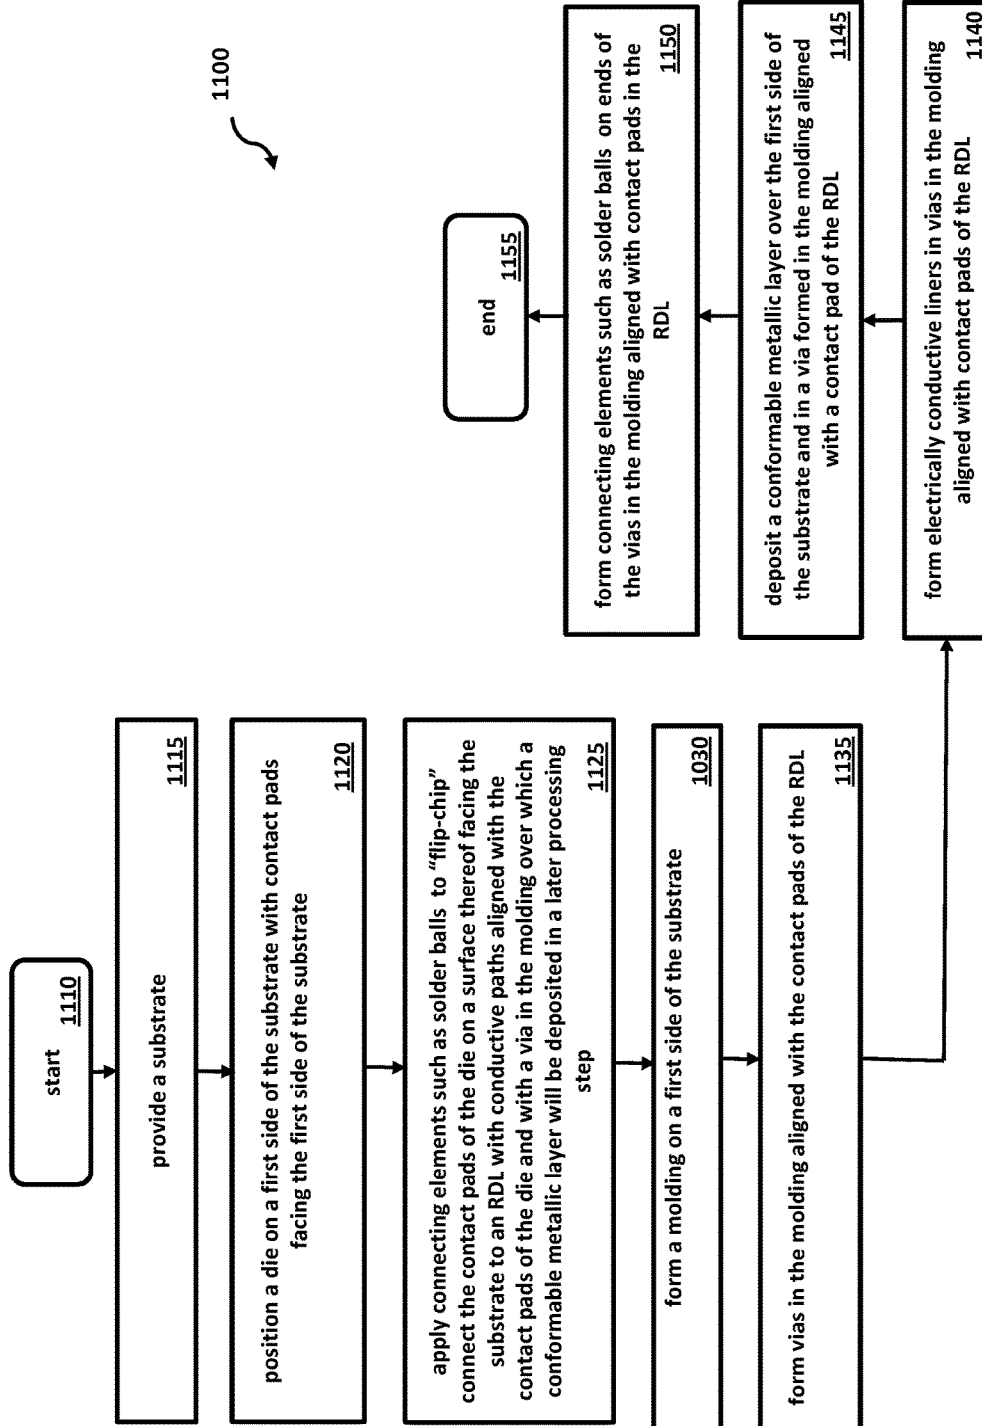 1100
start
1110
provide a substrate
1115
position a die on a first side of the substrate with contact pads
facing the first side of the substrate
1120
apply connecting elements such as solder balls to “flip-chip”
connect the contact pads of the die on a surface thereof facing the
substrate to an RDL with conductive paths aligned with the
contact pads of the die and with a via in the molding over which a
conformable metallic layer will be deposited in a later processing
step
1125
form a molding on a first side of the substrate
1030
form vias in the molding aligned with the contact pads of the RDL
1135
form electrically conductive liners in vias in the molding
aligned with contact pads of the RDL
1140
deposit a conformable metallic layer over the first side of
the substrate and in a via formed in the molding aligned
with a contact pad of the RDL
1145
form connecting elements such as solder balls on ends of
the vias in the molding aligned with contact pads in the
RDL
1150
end
1155